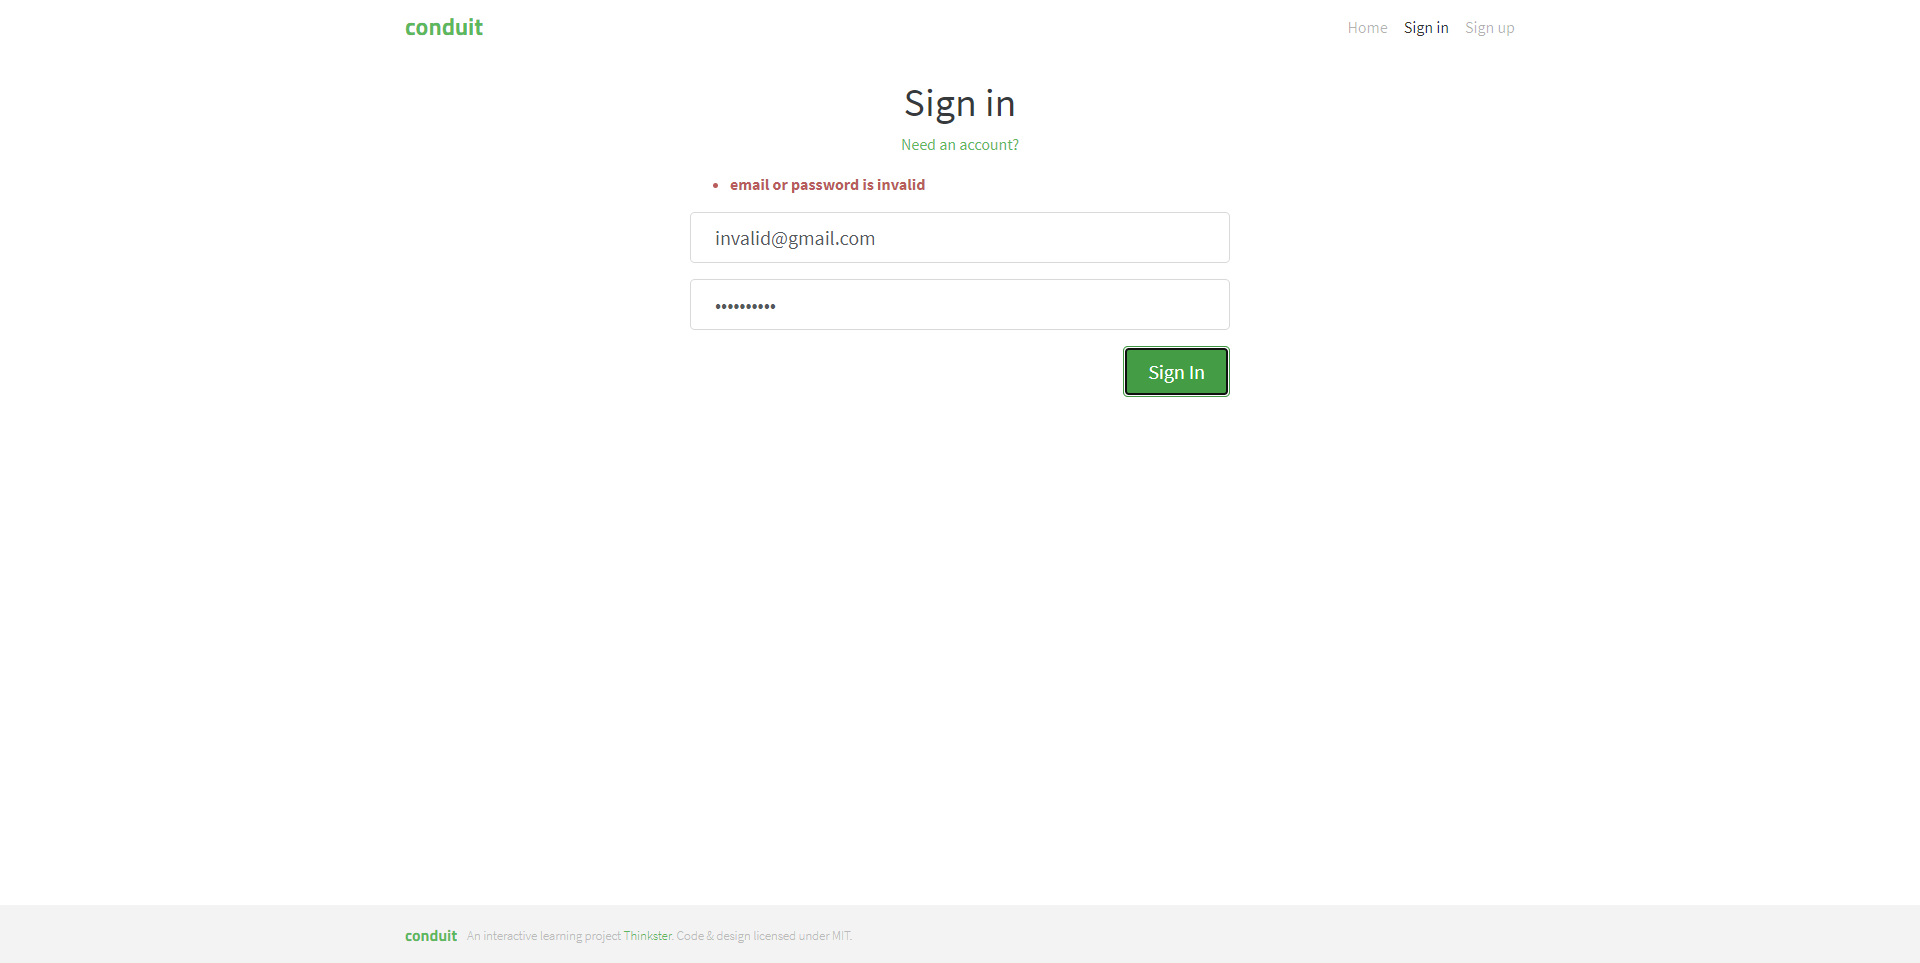 conduit
Home Sign in Sign up
Sign in
Need an account?
• email or password is invalid
invalid@gmail.com
••••••••••
Sign In
conduit An interactive learning project Thinkster. Code & design licensed under MIT.